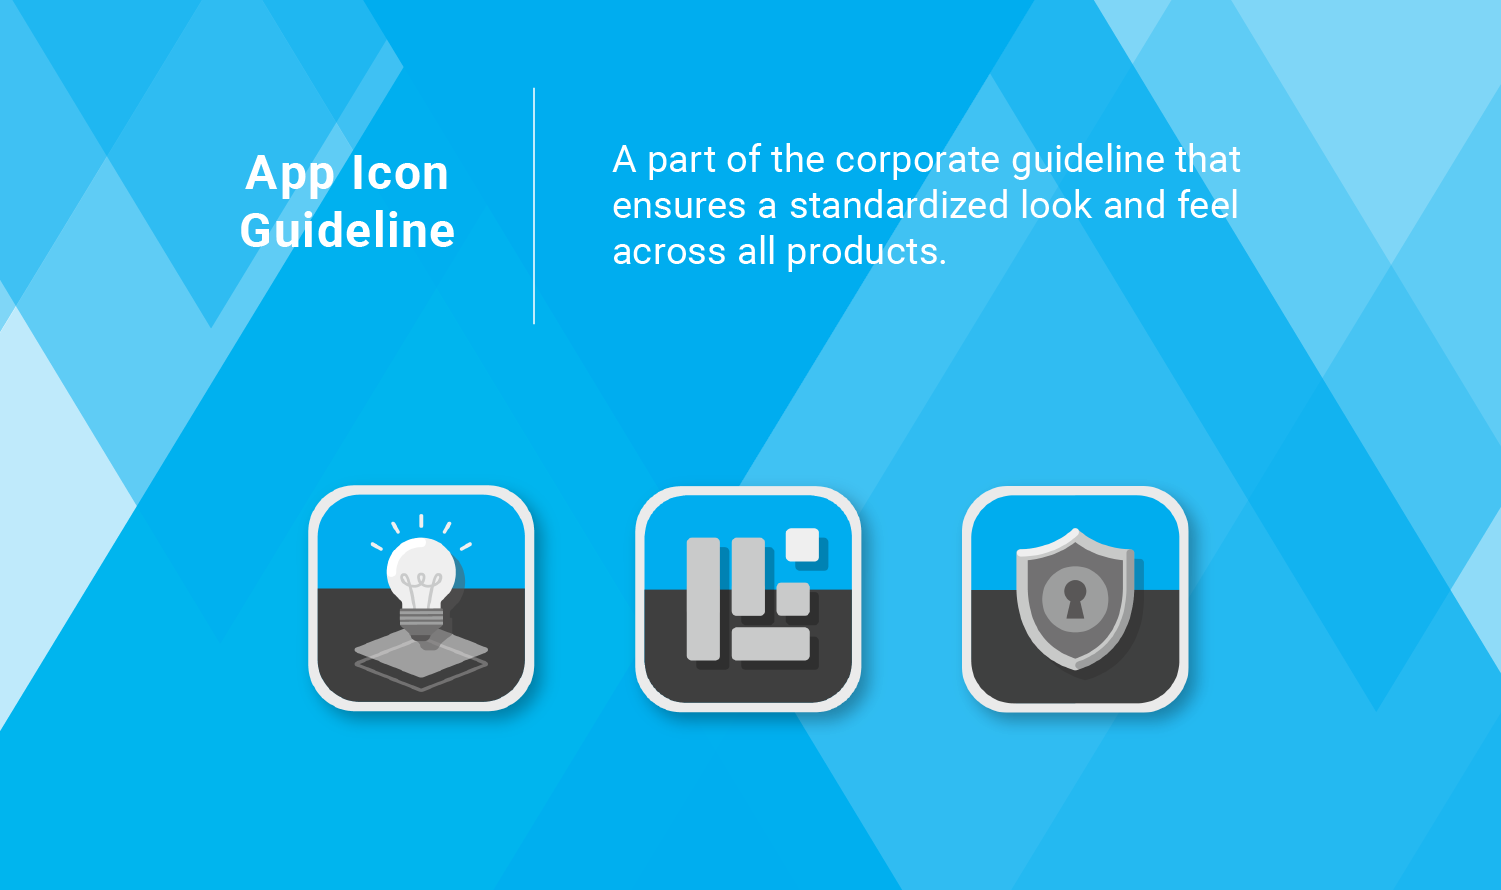 App Icon
Guideline
A part of the corporate guideline that
ensures a standardized look and feel
across all products.